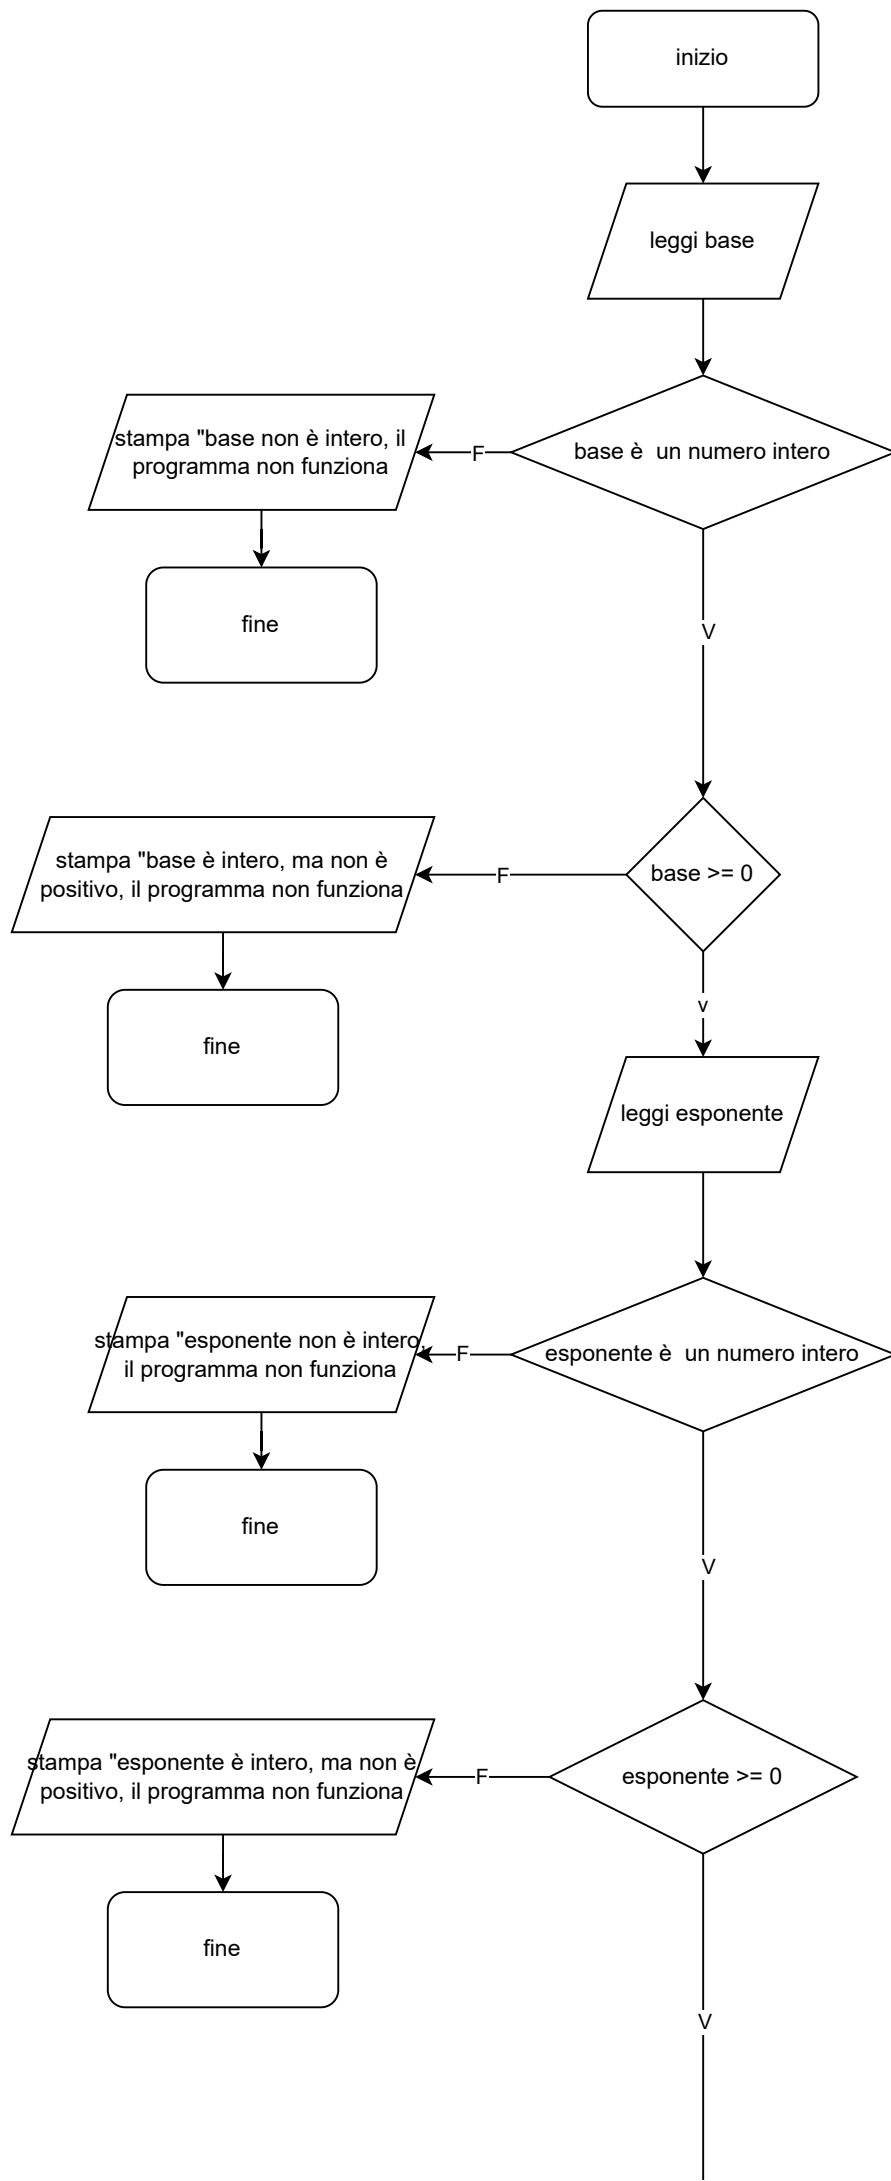 inizio
leggi base
base è  un numero intero
F
stampa "base non è intero, il
programma non funziona
fine
V
base >= 0
F
stampa "base è intero, ma non è
positivo, il programma non funziona
fine
v
leggi esponente
esponente è  un numero intero
F
stampa "esponente non è intero,
il programma non funziona
fine
V
esponente >= 0
F
stampa "esponente è intero, ma non è
positivo, il programma non funziona
fine
V